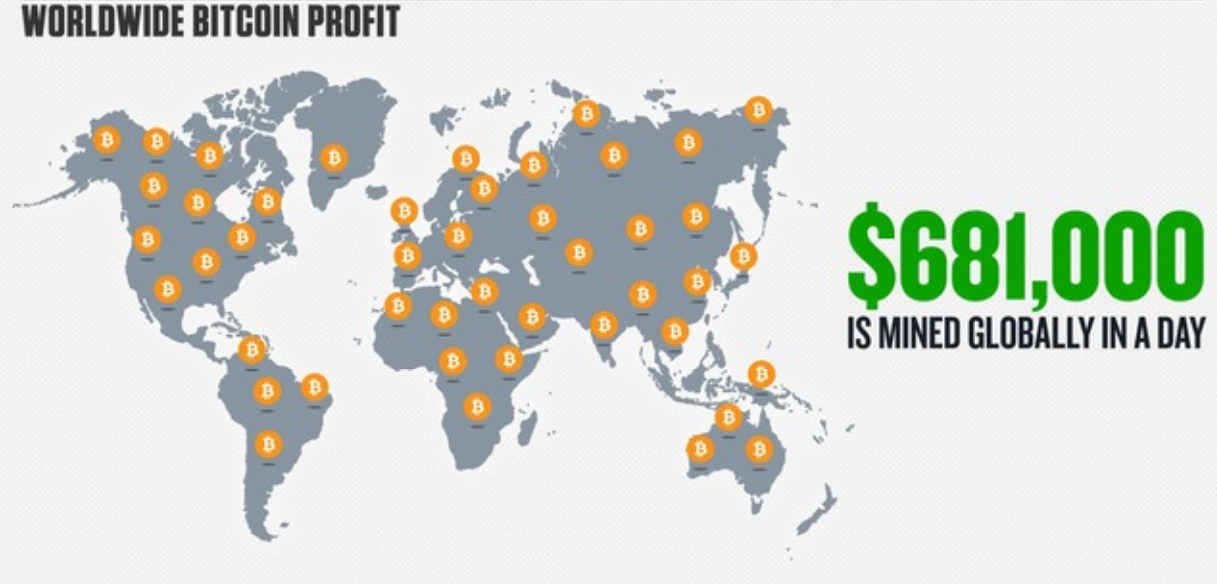 WORLDWIDE BITCOIN PROFIT
$681,000
IS MINED GLOBALLY IN A DAY